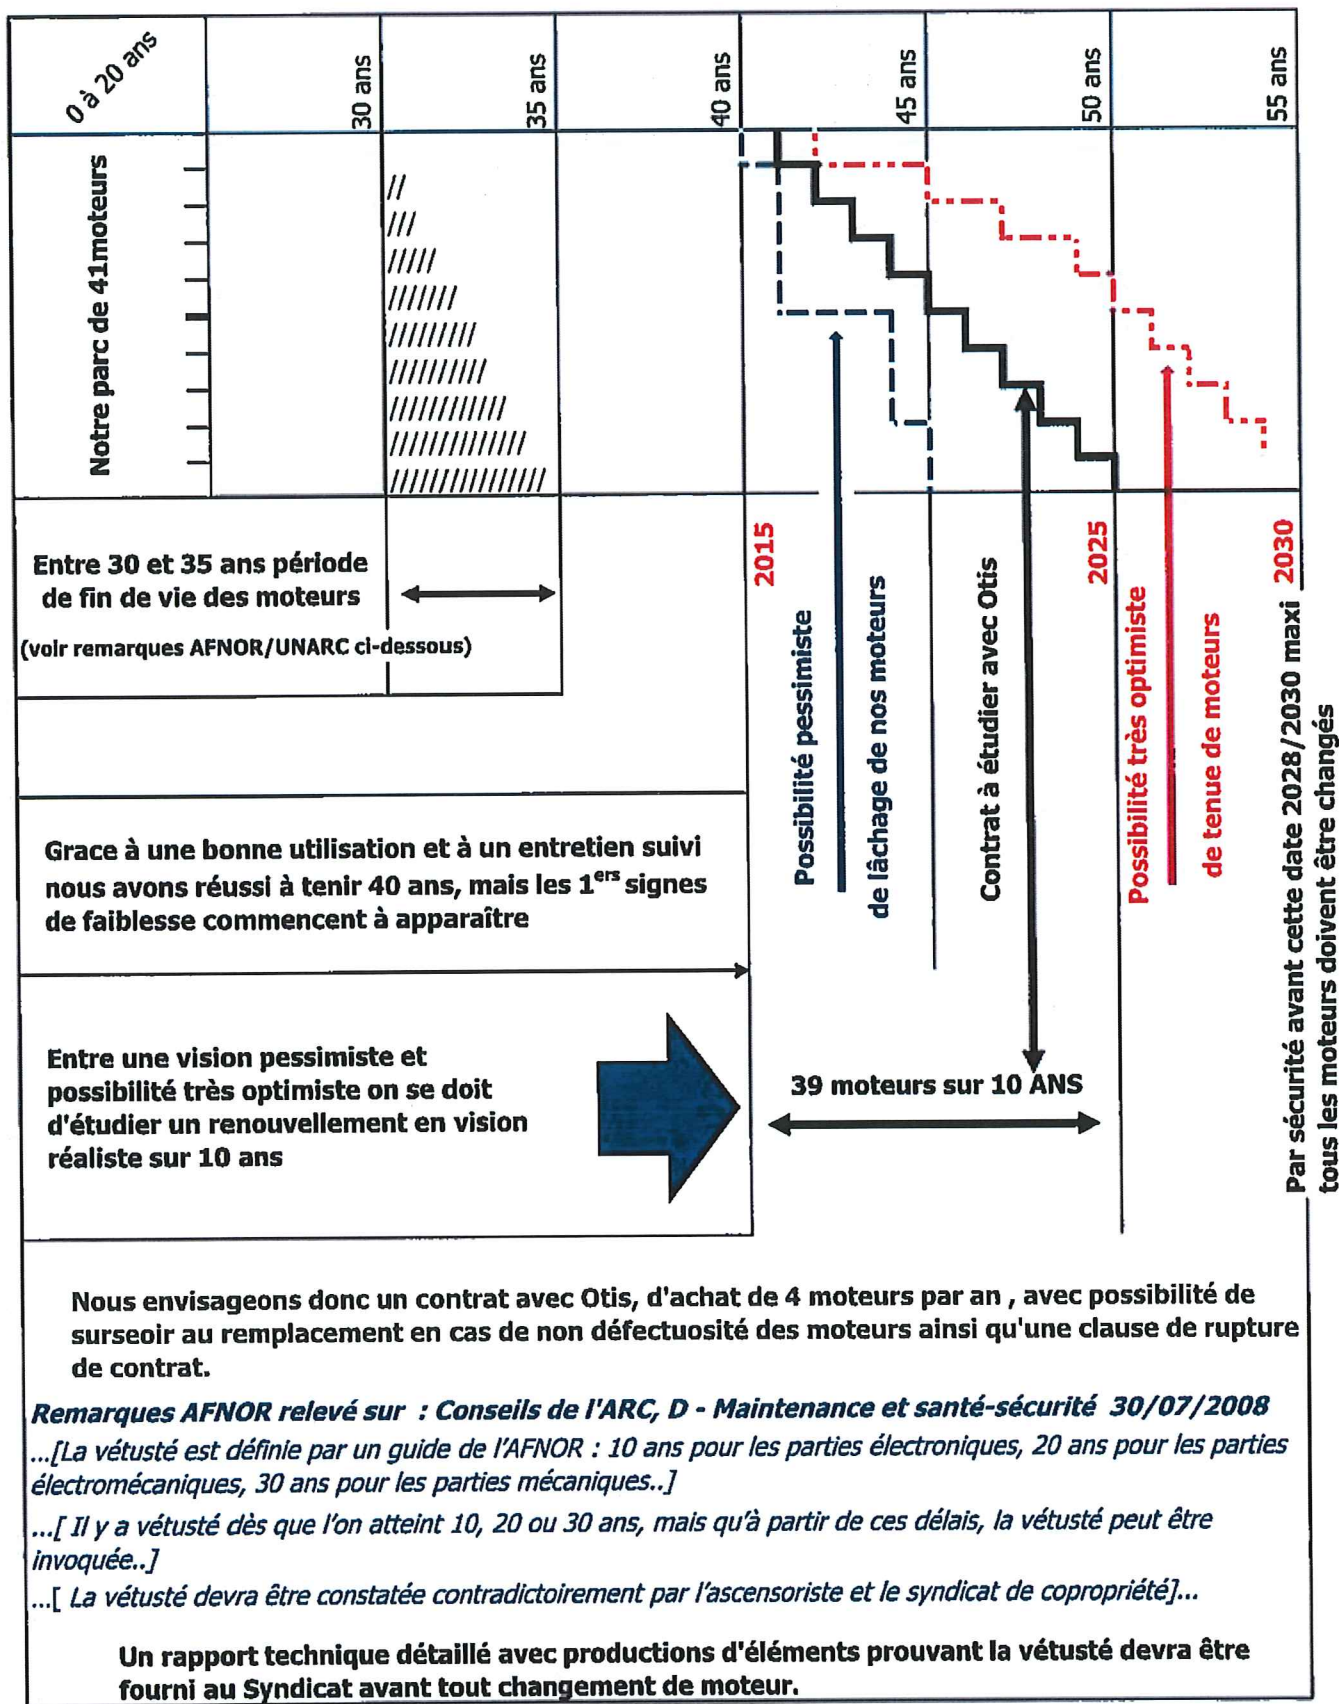 0 à 20 ans
30 ans
35 ans
40 ans
45 ans
50 ans
55 ans
Notre parc de 41moteurs
Entre 30 et 35 ans période
de fin de vie des moteurs
(voir remarques AFNOR/UNARC ci-dessous)
2015
2025
2030
Possibilité pessimiste
de lâchage de nos moteurs
Contrat à étudier avec Otis
Possibilité très optimiste
de tenue de moteurs
Par sécurité avant cette date 2028/2030 maxi
tous les moteurs doivent être changés
Grace à une bonne utilisation et à un entretien suivi
nous avons réussi à tenir 40 ans, mais les 1ers signes
de faiblesse commencent à apparaître
Entre une vision pessimiste et
possibilité très optimiste on se doit
d'étudier un renouvellement en vision
réaliste sur 10 ans
39 moteurs sur 10 ANS
Nous envisageons donc un contrat avec Otis, d'achat de 4 moteurs par an , avec possibilité de
surseoir au remplacement en cas de non défectuosité des moteurs ainsi qu'une clause de rupture
de contrat.
Remarques AFNOR relevé sur : Conseils de l'ARC, D - Maintenance et santé-sécurité 30/07/2008
...[La vétusté est définie par un guide de l'AFNOR : 10 ans pour les parties électroniques, 20 ans pour les parties
électromécaniques, 30 ans pour les parties mécaniques..]
...[ Il y a vétusté dès que l'on atteint 10, 20 ou 30 ans, mais qu'à partir de ces délais, la vétusté peut être
invoquée..]
...[ La vétusté devra être constatée contradictoirement par l'ascensoriste et le syndicat de copropriété]...
Un rapport technique détaillé avec productions d'éléments prouvant la vétusté devra être
fourni au Syndicat avant tout changement de moteur.